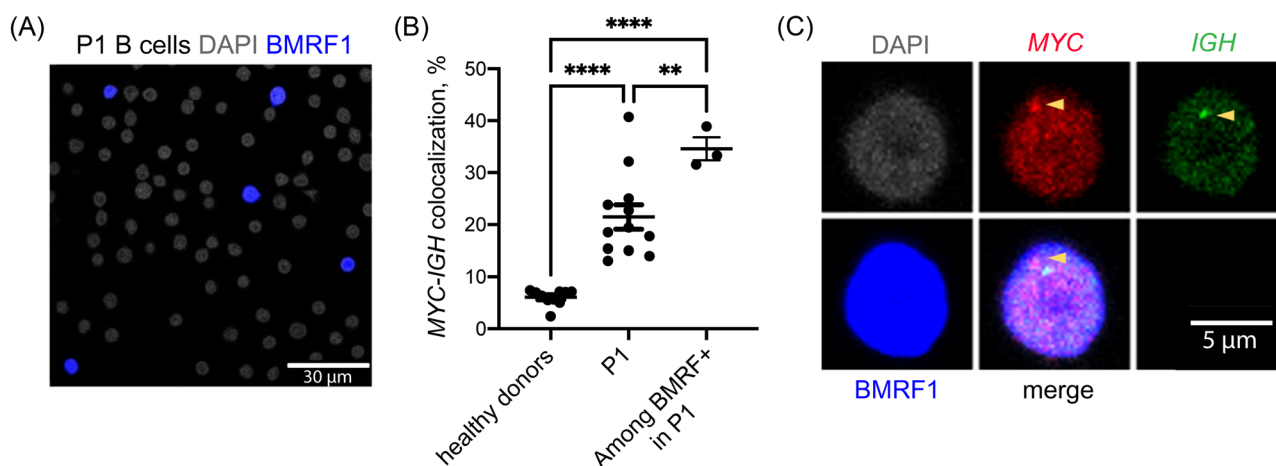 (A)
P1 B cells DAPI BMRF1
30 µm
(B)
MYC-IGH colocalization, %
50
40
30
20
10
0
****
****
**
healthy donors
P1
Among BMRF+
in P1
(C)
DAPI
MYC
IGH
BMRF1
merge
5 µm